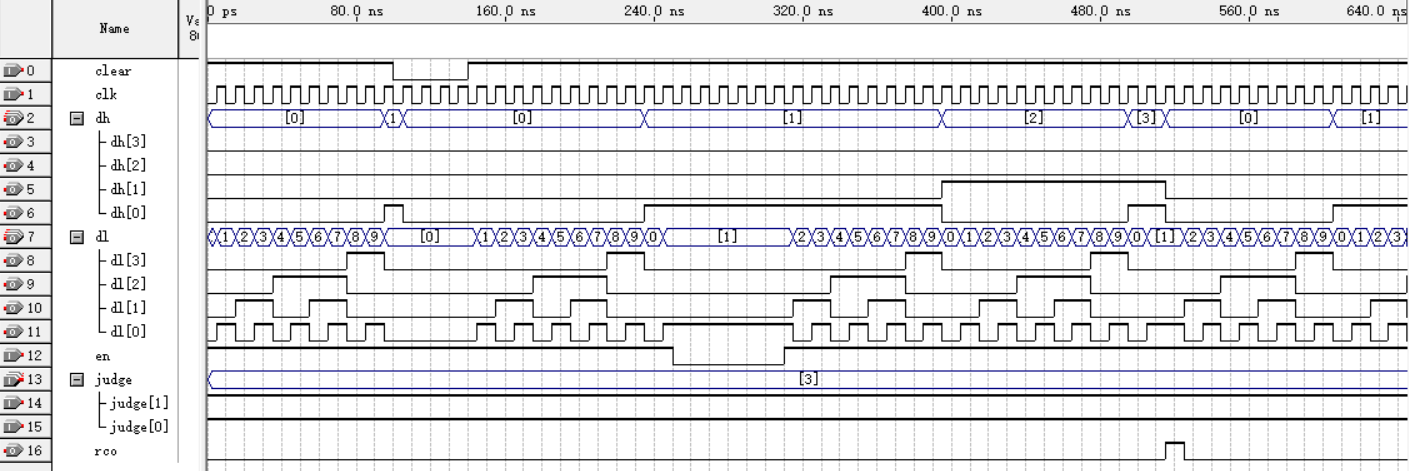 0 ps 80.0 ns 160.0 ns 240.0 ns 320.0 ns 400.0 ns 480.0 ns 560.0 ns 640.0 ns
Name
0 clear
1 clk
2 dh [0] 1 [0] [1] [2] [3] [0] [1]
3 dh[3]
4 dh[2]
5 dh[1]
6 dh[0]
7 dl 1 2 3 4 5 6 7 8 9 [0] 1 2 3 4 5 6 7 8 9 0 [1] 2 3 4 5 6 7 8 9 0 1 2 3 4 5 6 7 8 9 0 [1] 2 3 4 5 6 7 8 9 0 1 2 3
8 dl[3]
9 dl[2]
10 dl[1]
11 dl[0]
12 en
13 judge [3]
14 judge[1]
15 judge[0]
16 rco